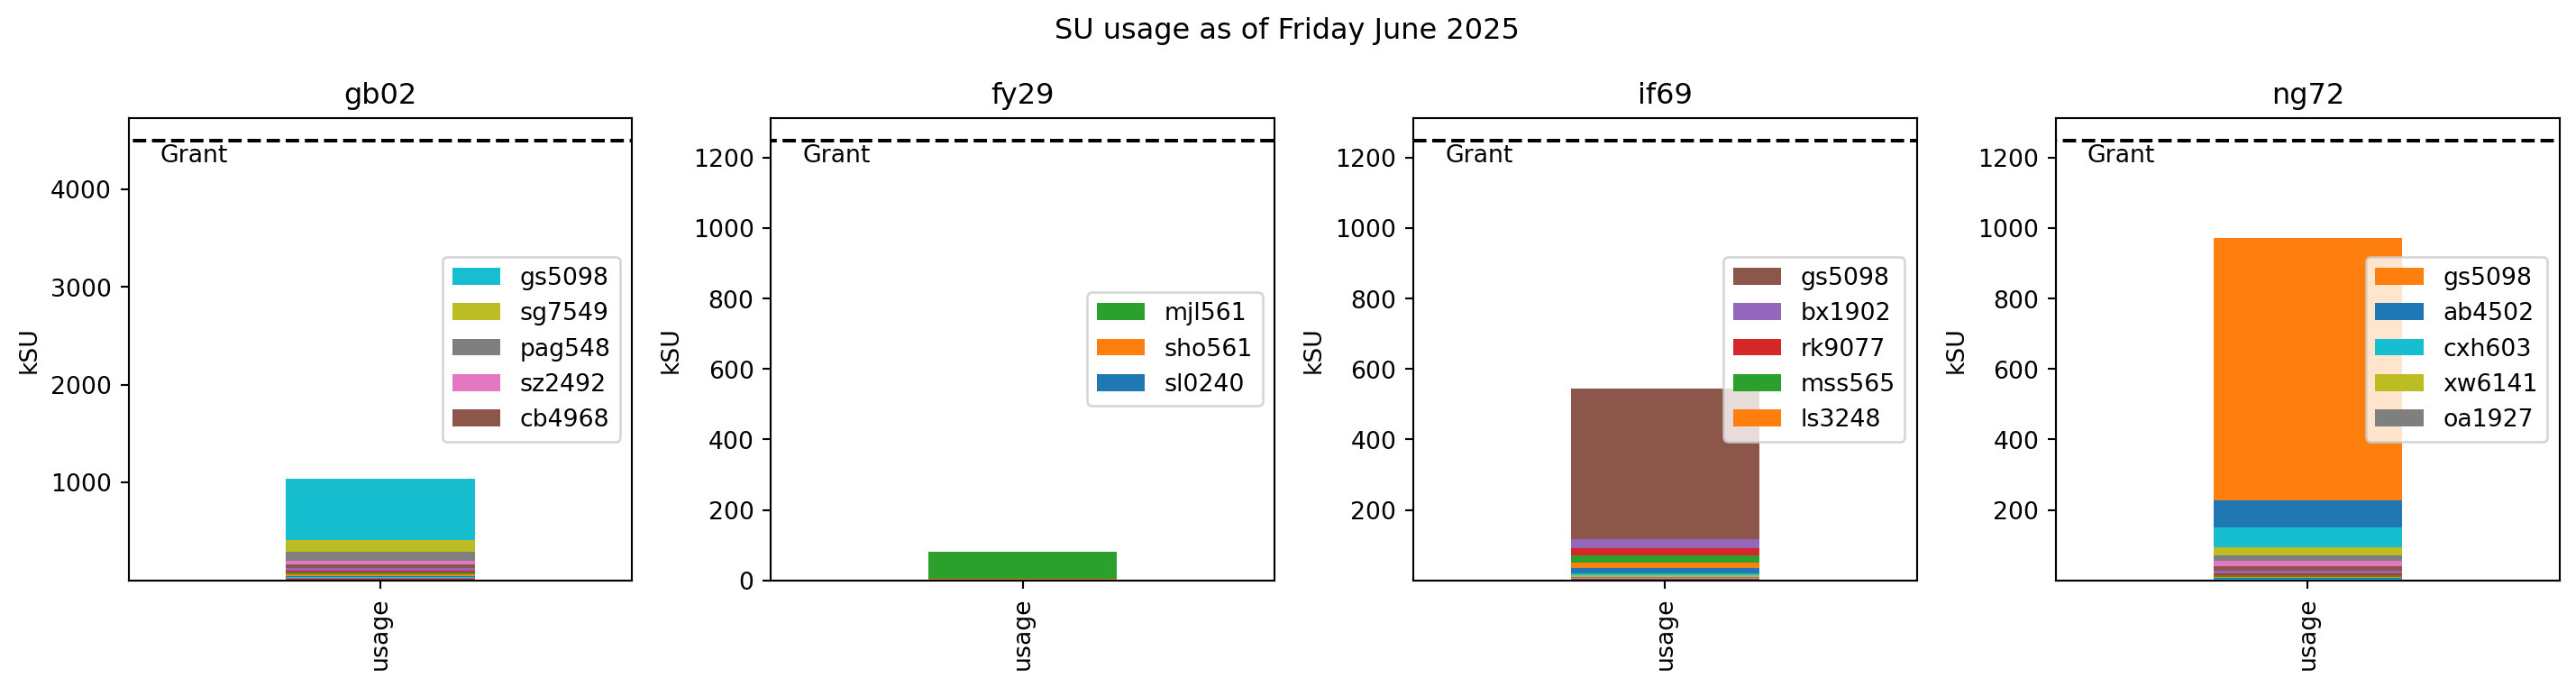 SU usage as of Friday June 2025
gb02
kSU
4000
3000
2000
1000
Grant
gs5098
sg7549
pag548
sz2492
cb4968
usage
fy29
kSU
1200
1000
800
600
400
200
0
Grant
mjl561
sho561
sl0240
usage
if69
kSU
1200
1000
800
600
400
200
Grant
gs5098
bx1902
rk9077
mss565
ls3248
usage
ng72
kSU
1200
1000
800
600
400
200
Grant
gs5098
ab4502
cxh603
xw6141
oa1927
usage